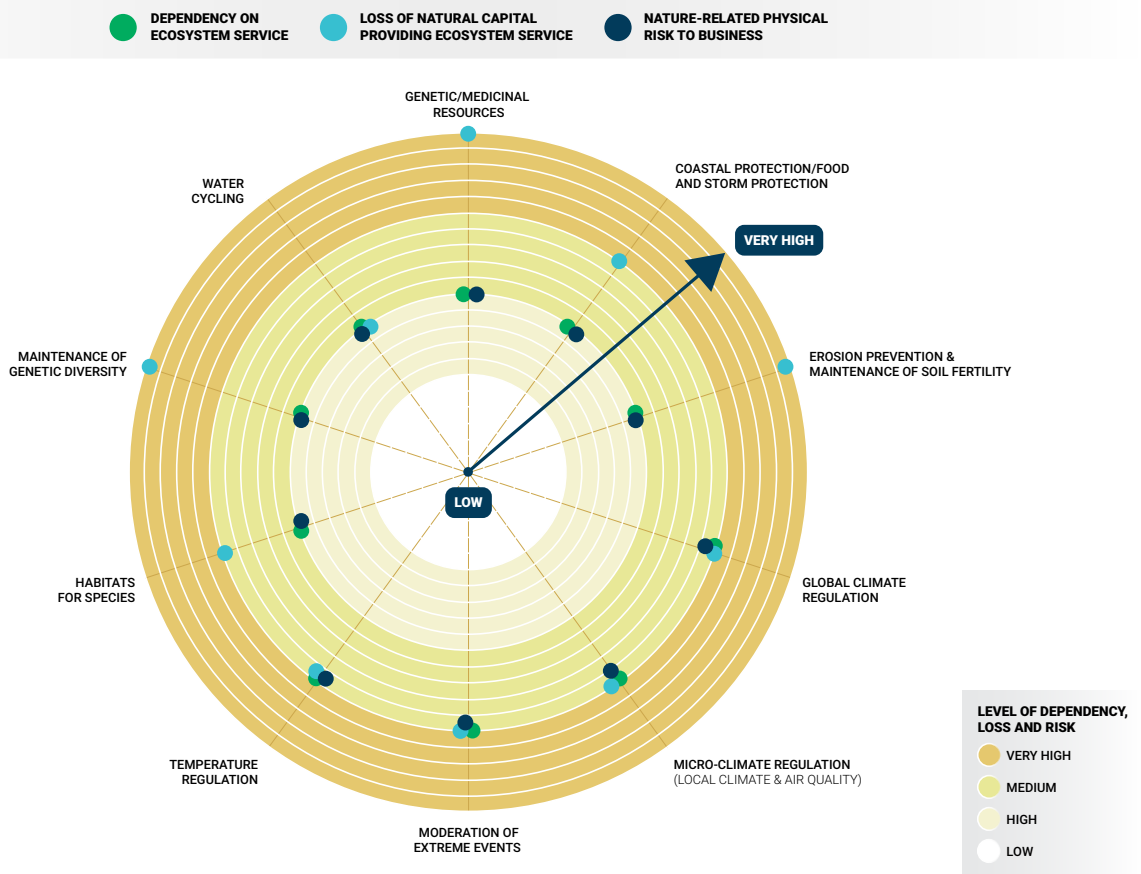 DEPENDENCY ON
ECOSYSTEM SERVICE
LOSS OF NATURAL CAPITAL
PROVIDING ECOSYSTEM SERVICE
NATURE-RELATED PHYSICAL
RISK TO BUSINESS
GENETIC/MEDICINAL
RESOURCES
COASTAL PROTECTION/FOOD
AND STORM PROTECTION
WATER
CYCLING
VERY HIGH
MAINTENANCE OF
GENETIC DIVERSITY
EROSION PREVENTION &
MAINTENANCE OF SOIL FERTILITY
LOW
HABITATS
FOR SPECIES
GLOBAL CLIMATE
REGULATION
TEMPERATURE
REGULATION
MICRO-CLIMATE REGULATION
(LOCAL CLIMATE & AIR QUALITY)
MODERATION OF
EXTREME EVENTS
LEVEL OF DEPENDENCY,
LOSS AND RISK
VERY HIGH
MEDIUM
HIGH
LOW